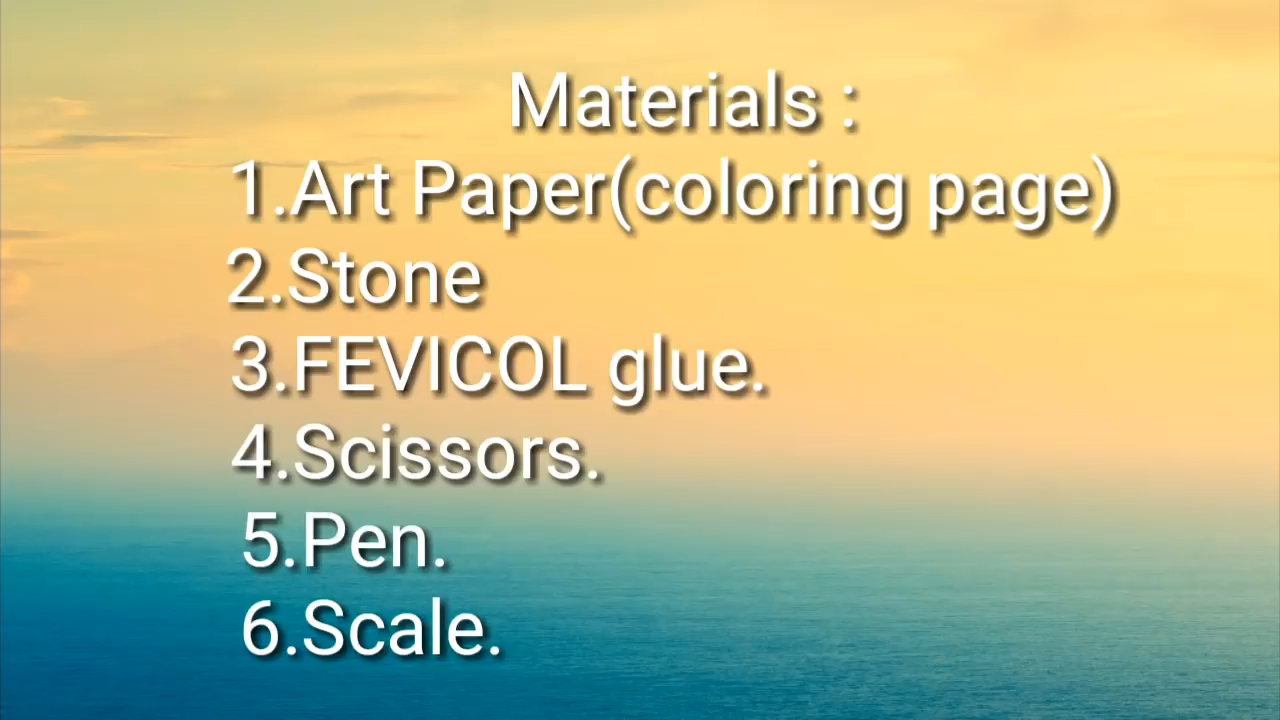 Materials :
1.Art Paper(coloring page)
2.Stone
3.FEVICOL glue.
4.Scissors.
5.Pen.
6.Scale.